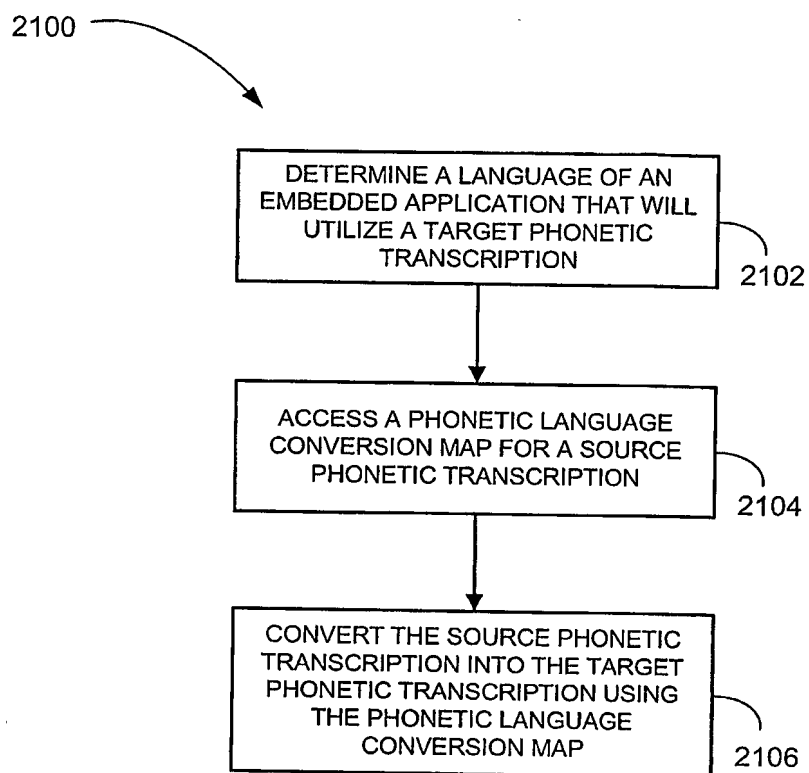 2100
DETERMINE A LANGUAGE OF AN
EMBEDDED APPLICATION THAT WILL
UTILIZE A TARGET PHONETIC
TRANSCRIPTION
2102
ACCESS A PHONETIC LANGUAGE
CONVERSION MAP FOR A SOURCE
PHONETIC TRANSCRIPTION
2104
CONVERT THE SOURCE PHONETIC
TRANSCRIPTION INTO THE TARGET
PHONETIC TRANSCRIPTION USING
THE PHONETIC LANGUAGE
CONVERSION MAP
2106